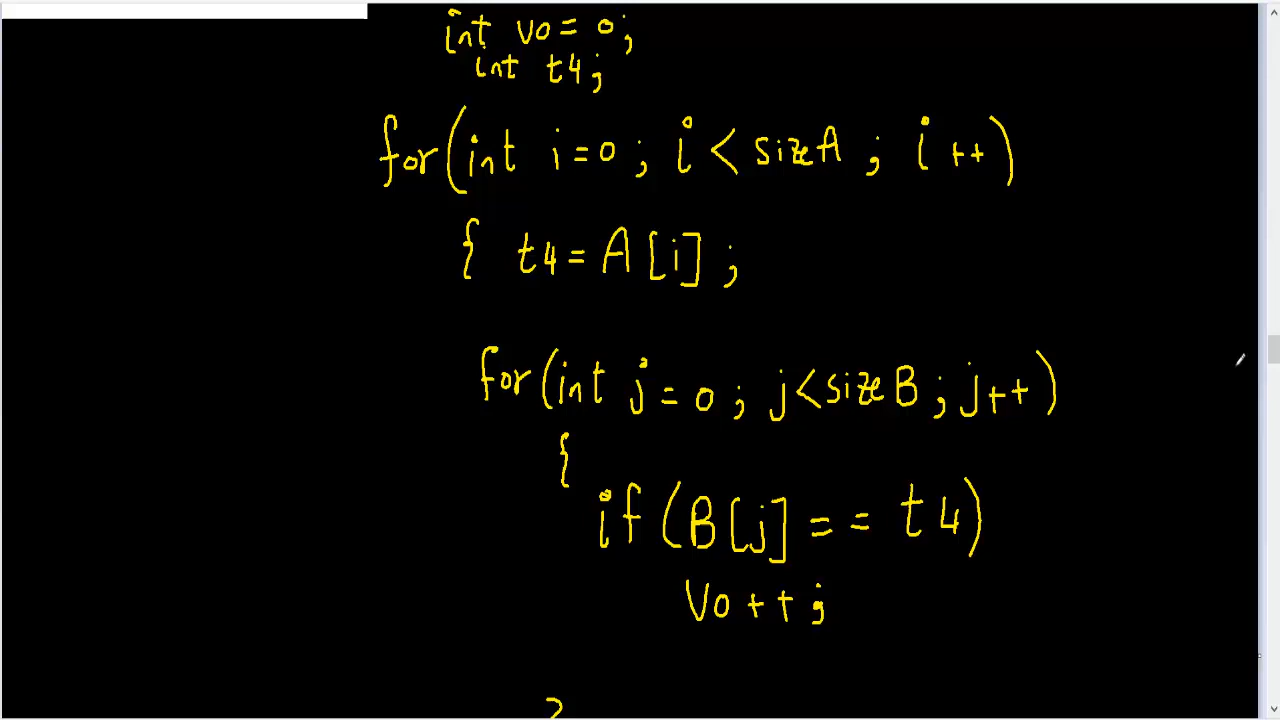 int v0 = 0;
int t4;
for(int i=0; i < sizeA ; i++)
{ t4 = A[i];
for(int j=0; j<sizeB; j++)
{
if (B[j] == t4)
v0++;
}